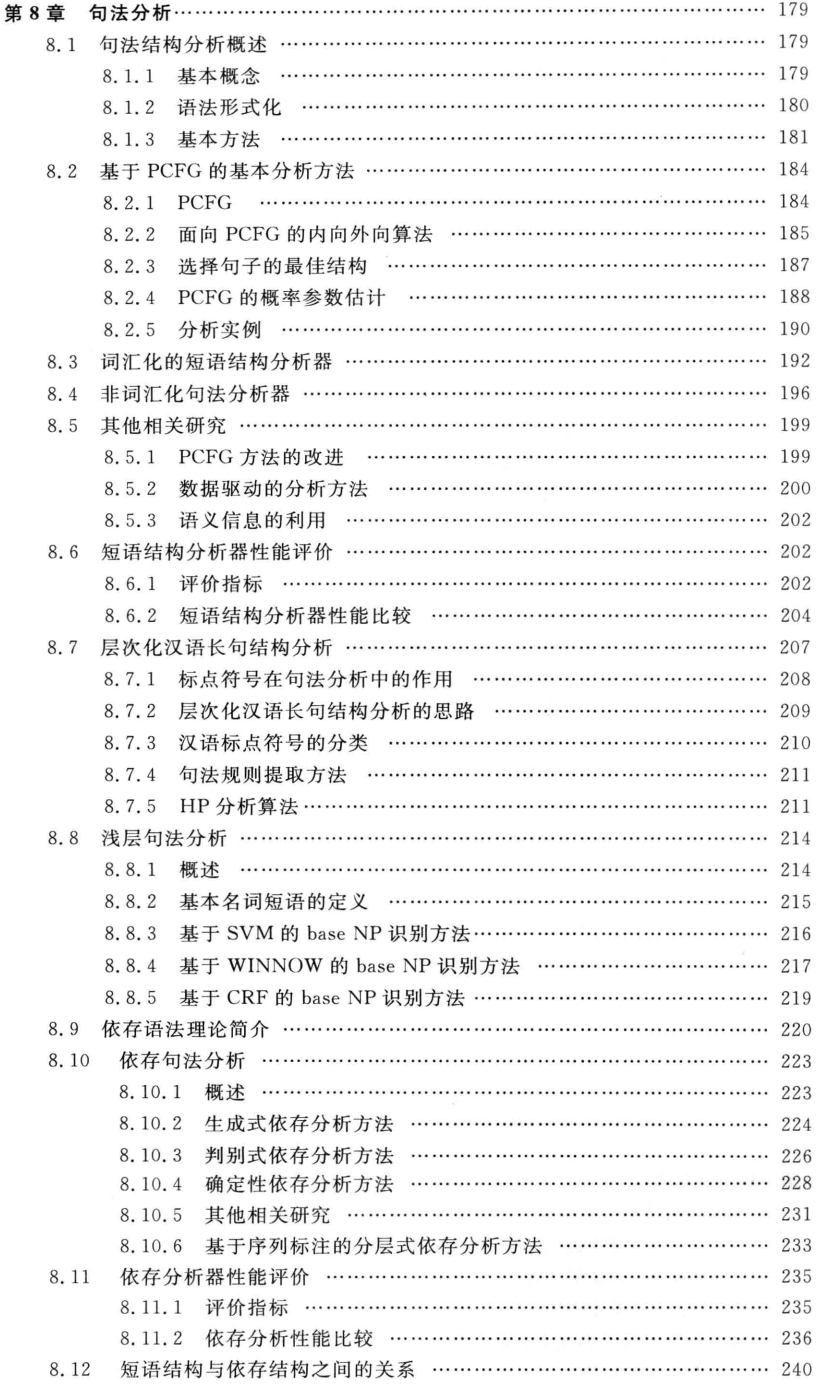 第 8 章 句法分析…………………………………………………………………… 179
8.1 句法结构分析概述 ……………………………………………………… 179
8.1.1 基本概念 ……………………………………………………… 179
8.1.2 语法形式化 …………………………………………………… 180
8.1.3 基本方法 ……………………………………………………… 181
8.2 基于 PCFG 的基本分析方法 …………………………………………… 184
8.2.1 PCFG ………………………………………………………… 184
8.2.2 面向 PCFG 的内向外向算法 ………………………………… 185
8.2.3 选择句子的最佳结构 ………………………………………… 187
8.2.4 PCFG 的概率参数估计 ……………………………………… 188
8.2.5 分析实例 ……………………………………………………… 190
8.3 词汇化的短语结构分析器 ……………………………………………… 192
8.4 非词汇化句法分析器 …………………………………………………… 196
8.5 其他相关研究 …………………………………………………………… 199
8.5.1 PCFG 方法的改进 …………………………………………… 199
8.5.2 数据驱动的分析方法 ………………………………………… 200
8.5.3 语义信息的利用 ……………………………………………… 202
8.6 短语结构分析器性能评价 ……………………………………………… 202
8.6.1 评价指标 ……………………………………………………… 202
8.6.2 短语结构分析器性能比较 …………………………………… 204
8.7 层次化汉语长句结构分析 ……………………………………………… 207
8.7.1 标点符号在句法分析中的作用 ……………………………… 208
8.7.2 层次化汉语长句结构分析的思路 …………………………… 209
8.7.3 汉语标点符号的分类 ………………………………………… 210
8.7.4 句法规则提取方法 …………………………………………… 211
8.7.5 HP 分析算法…………………………………………………… 211
8.8 浅层句法分析 …………………………………………………………… 214
8.8.1 概述 …………………………………………………………… 214
8.8.2 基本名词短语的定义 ………………………………………… 215
8.8.3 基于 SVM 的 base NP 识别方法……………………………… 216
8.8.4 基于 WINNOW 的 base NP 识别方法 ……………………… 217
8.8.5 基于 CRF 的 base NP 识别方法 ……………………………… 219
8.9 依存语法理论简介 ……………………………………………………… 220
8.10 依存句法分析 …………………………………………………………… 223
8.10.1 概述 …………………………………………………………… 223
8.10.2 生成式依存分析方法 ………………………………………… 224
8.10.3 判别式依存分析方法 ………………………………………… 226
8.10.4 确定性依存分析方法 ………………………………………… 228
8.10.5 其他相关研究 ………………………………………………… 231
8.10.6 基于序列标注的分层式依存分析方法 ……………………… 233
8.11 依存分析器性能评价 …………………………………………………… 235
8.11.1 评价指标 ……………………………………………………… 235
8.11.2 依存分析性能比较 …………………………………………… 236
8.12 短语结构与依存结构之间的关系 ……………………………………… 240